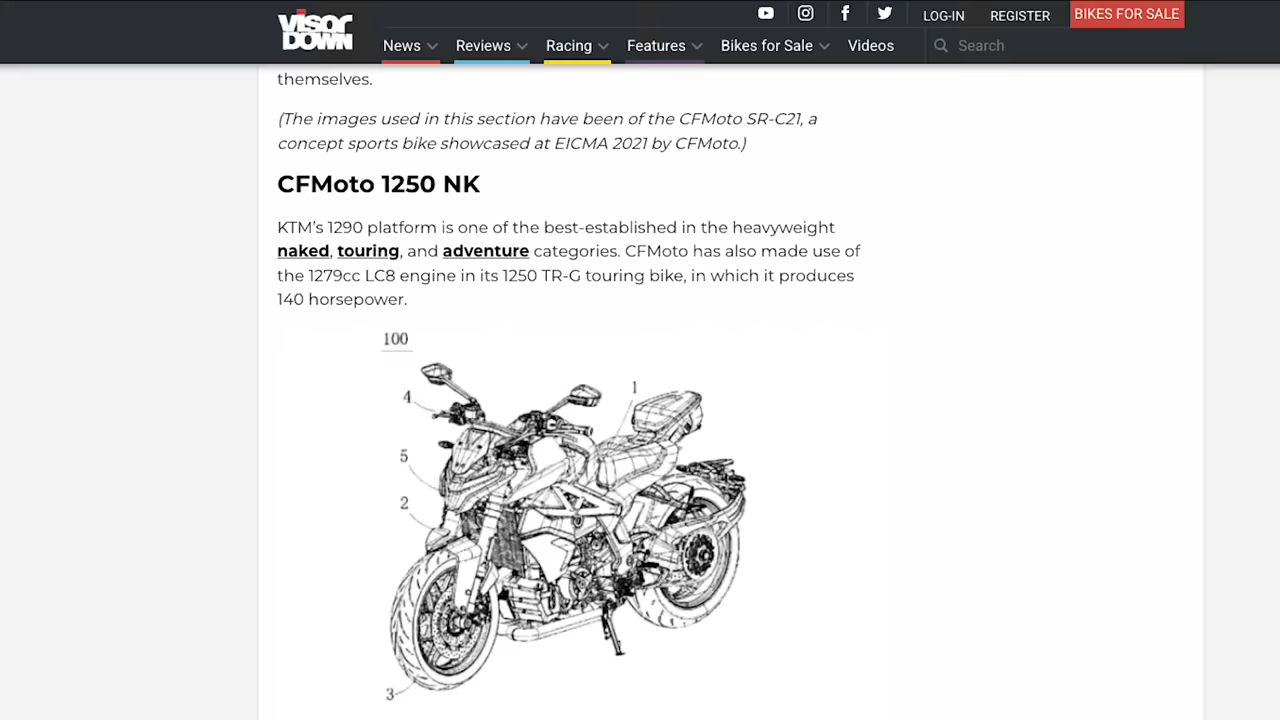 VISOR
DOWN
LOG-IN
REGISTER
BIKES FOR SALE
News
Reviews
Racing
Features
Bikes for Sale
Videos
Search
themselves.
(The images used in this section have been of the CFMoto SR-C21, a
concept sports bike showcased at EICMA 2021 by CFMoto.)
CFMoto 1250 NK
KTM’s 1290 platform is one of the best-established in the heavyweight
naked, touring, and adventure categories. CFMoto has also made use of
the 1279cc LC8 engine in its 1250 TR-G touring bike, in which it produces
140 horsepower.
100
1
4
5
2
3